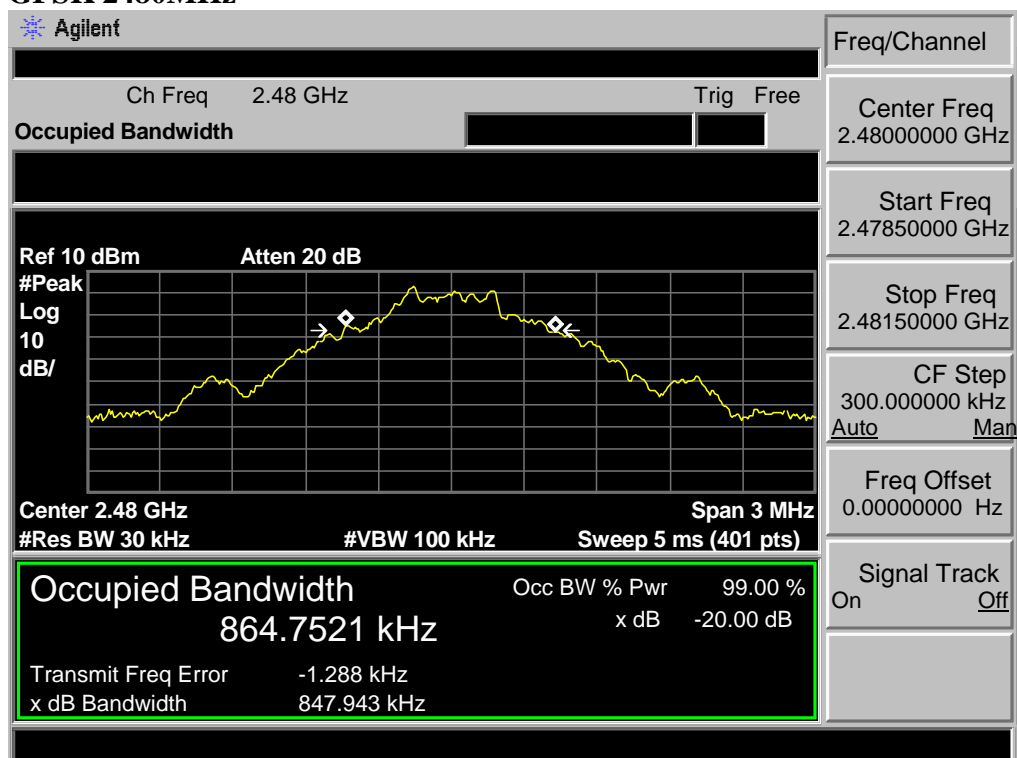 GFSK 2480MHz
Agilent
Freq/Channel
Ch Freq 2.48 GHz Trig Free
Occupied Bandwidth
Center Freq
2.48000000 GHz
Start Freq
2.47850000 GHz
Stop Freq
2.48150000 GHz
CF Step
300.000000 kHz
Auto Man
Freq Offset
0.00000000 Hz
Signal Track
On Off
Ref 10 dBm Atten 20 dB
#Peak
Log
10
dB/
Center 2.48 GHz Span 3 MHz
#Res BW 30 kHz #VBW 100 kHz Sweep 5 ms (401 pts)
Occupied Bandwidth Occ BW % Pwr 99.00 %
864.7521 kHz x dB -20.00 dB
Transmit Freq Error -1.288 kHz
x dB Bandwidth 847.943 kHz